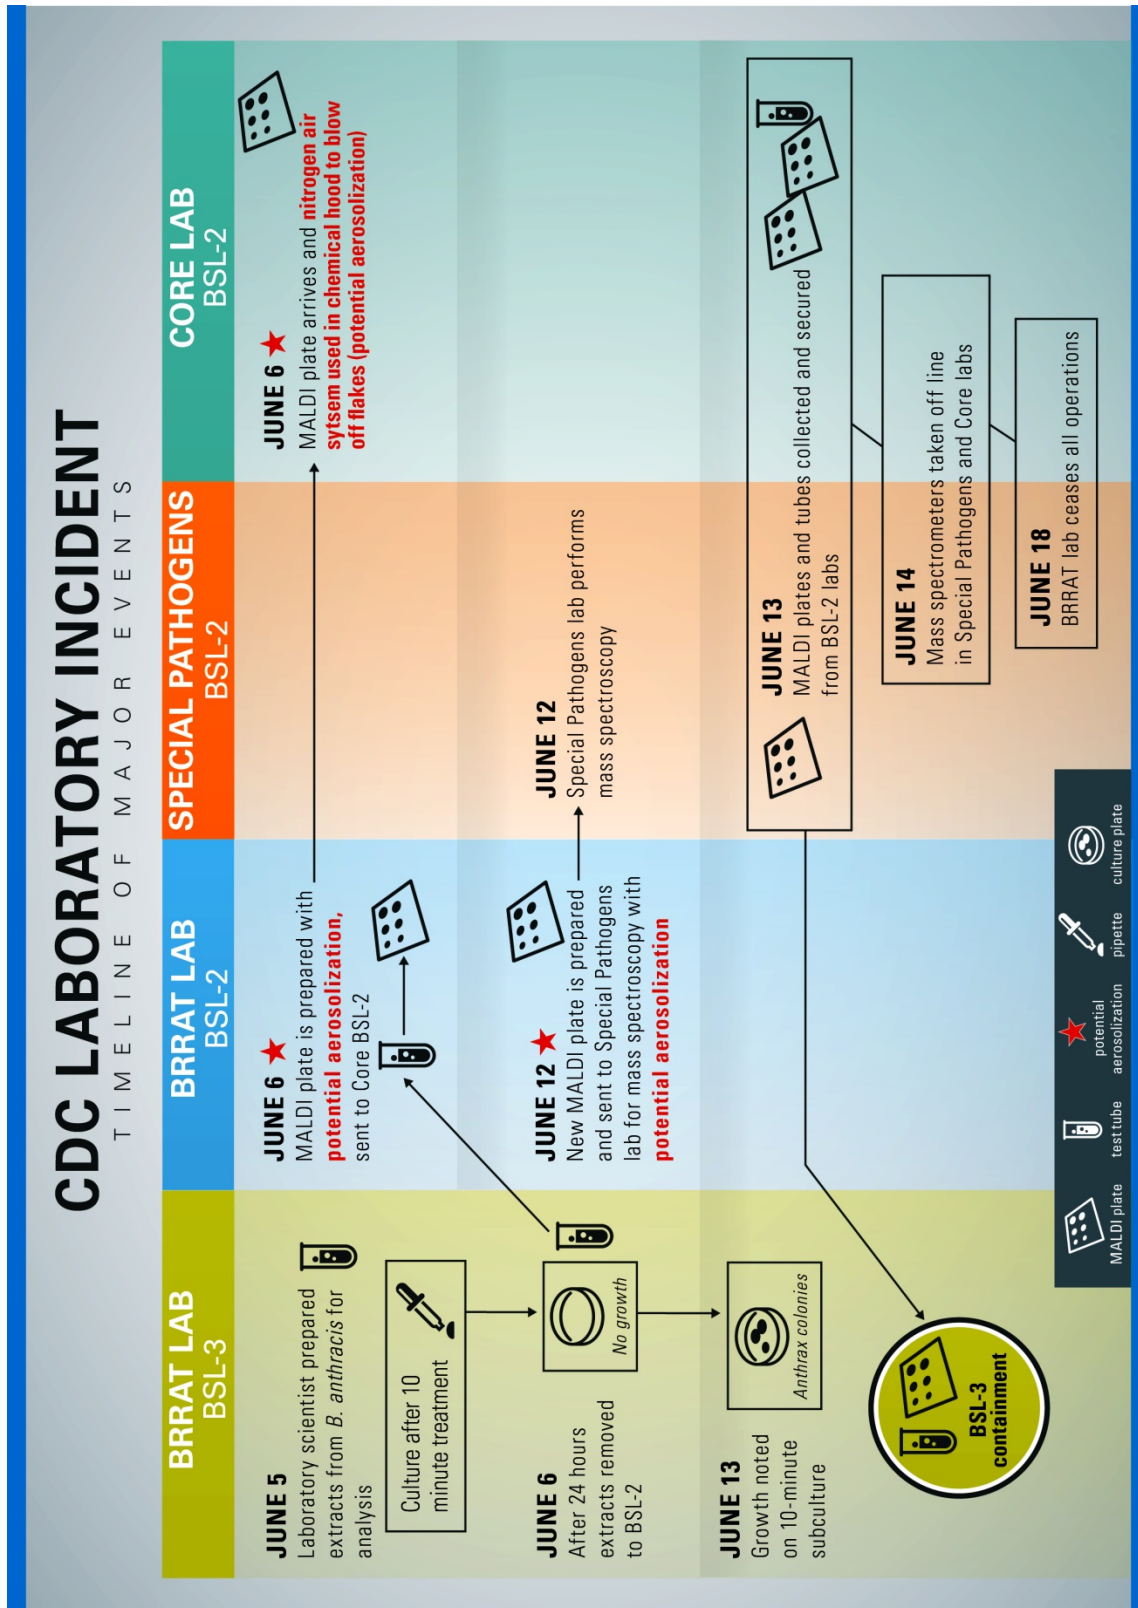 CDC LABORATORY INCIDENT
TIMELINE OF MAJOR EVENTS
BRRAT LAB
BSL-3
BRRAT LAB
BSL-2
SPECIAL PATHOGENS
BSL-2
CORE LAB
BSL-2
JUNE 5
Laboratory scientist prepared
extracts from B. anthracis for
analysis
Culture after 10
minute treatment
JUNE 6
After 24 hours
extracts removed
to BSL-2
No growth
JUNE 13
Growth noted
on 10-minute
subculture
Anthrax colonies
BSL-3
containment
JUNE 6
MALDI plate is prepared with
potential aerosolization,
sent to Core BSL-2
JUNE 12
New MALDI plate is prepared
and sent to Special Pathogens
lab for mass spectroscopy with
potential aerosolization
JUNE 12
Special Pathogens lab performs
mass spectroscopy
JUNE 6
MALDI plate arrives and nitrogen air
sytsem used in chemical hood to blow
off flakes (potential aerosolization)
JUNE 13
MALDI plates and tubes collected and secured
from BSL-2 labs
JUNE 14
Mass spectrometers taken off line
in Special Pathogens and Core labs
JUNE 18
BRRAT lab ceases all operations
MALDI plate
test tube
potential
aerosolization
pipette
culture plate